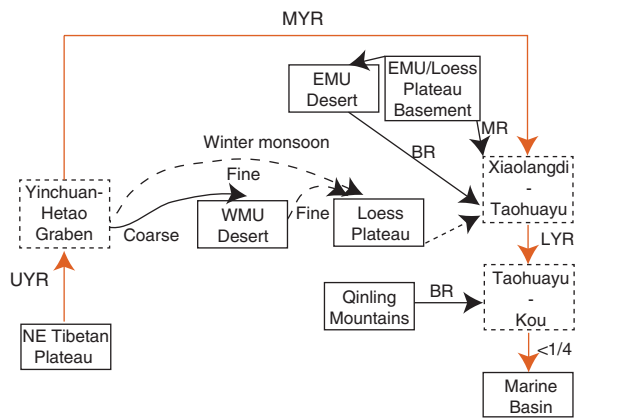 MYR
EMU
Desert
EMU/Loess
Plateau
Basement
MR
BR
Winter monsoon
Fine
Yinchuan-
Hetao
Graben
Coarse
WMU
Desert
Fine
Loess
Plateau
Xiaolangdi
-
Taohuayu
LYR
UYR
Qinling
Mountains
BR
Taohuayu
-
Kou
NE Tibetan
Plateau
<1/4
Marine
Basin